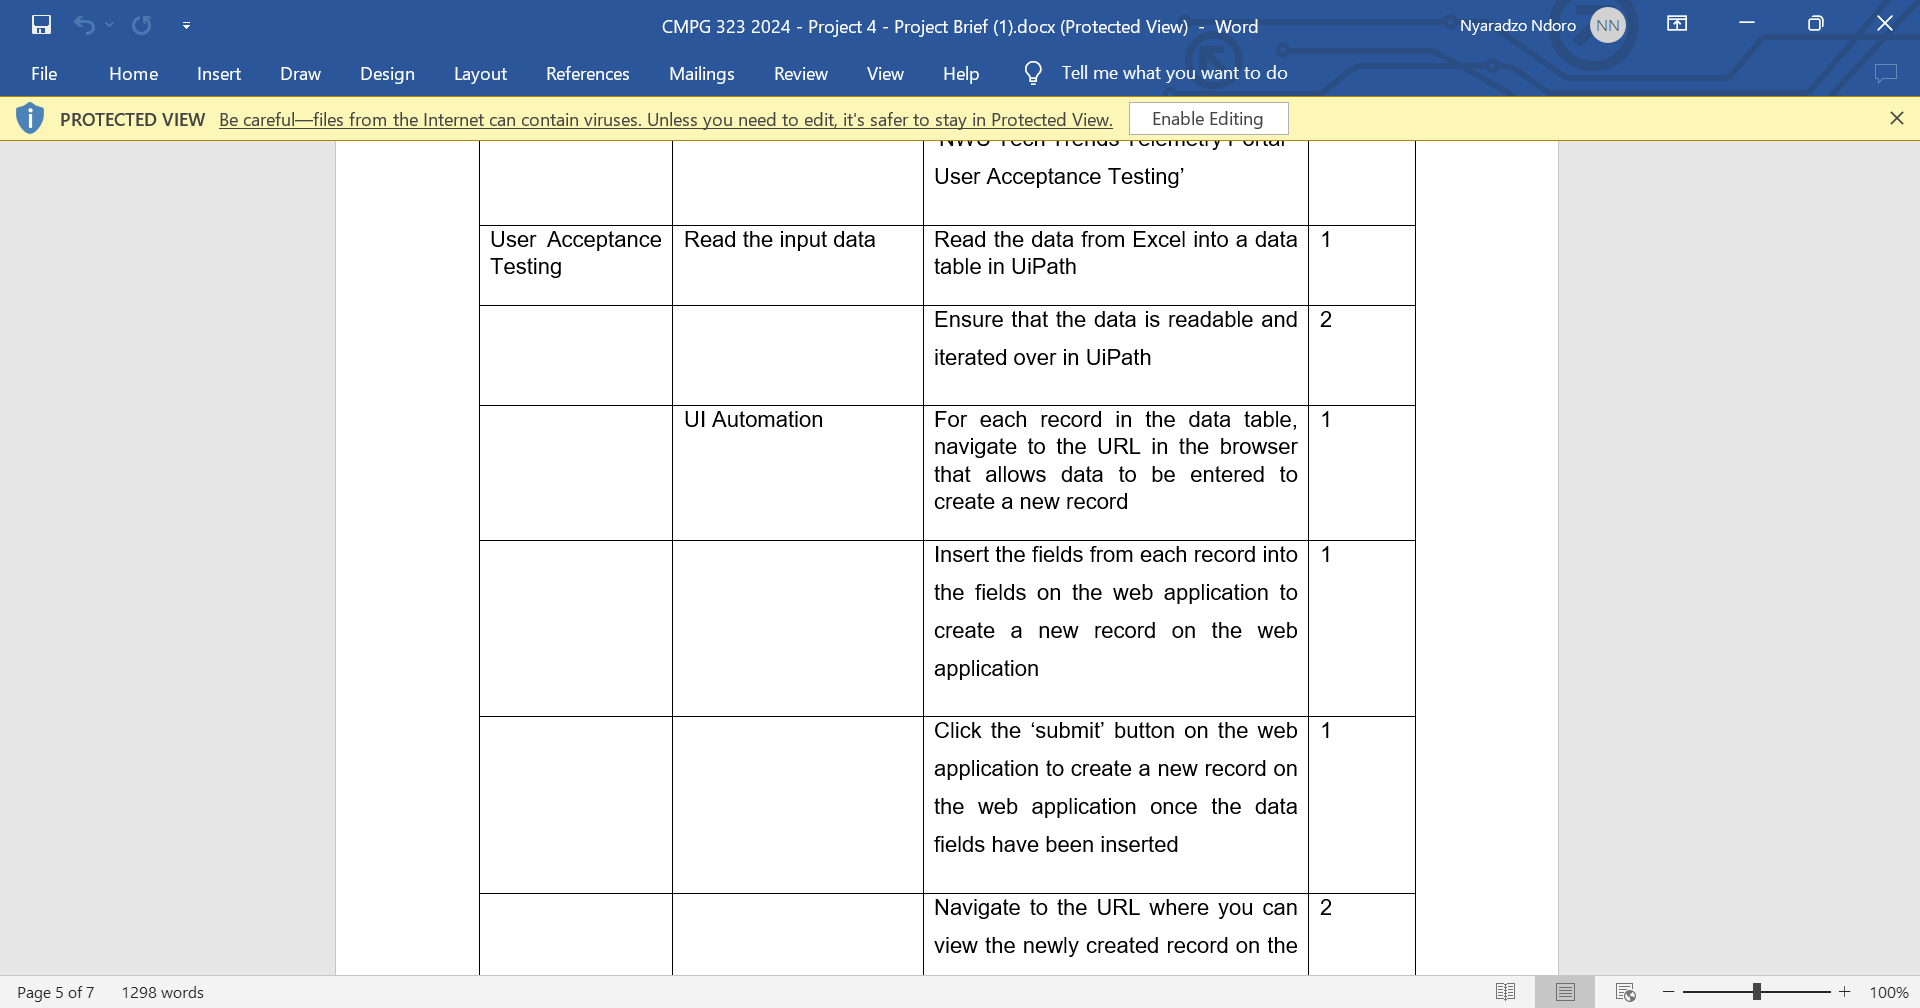 CMPG 323 2024 - Project 4 - Project Brief (1).docx (Protected View) - Word
Nyaradzo Ndoro
NN
File Home Insert Draw Design Layout References Mailings Review View Help Tell me what you want to do
PROTECTED VIEW Be careful—files from the Internet can contain viruses. Unless you need to edit, it's safer to stay in Protected View. Enable Editing
NWU Tech Trends Telemetry Portal
User Acceptance Testing’
User Acceptance
Testing
Read the input data
Read the data from Excel into a data
table in UiPath
1
Ensure that the data is readable and
iterated over in UiPath
2
UI Automation
For each record in the data table,
navigate to the URL in the browser
that allows data to be entered to
create a new record
1
Insert the fields from each record into
the fields on the web application to
create a new record on the web
application
1
Click the ‘submit’ button on the web
application to create a new record on
the web application once the data
fields have been inserted
1
Navigate to the URL where you can
view the newly created record on the
2
Page 5 of 7 1298 words
100%